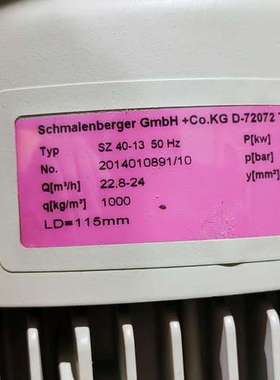 Schmalenberger GmbH +Co.KG D-72072
Typ SZ 40-13 50 Hz P[kw]
No. 2014010891/10 p[bar]
Q[m³/h] 22.8-24 y[mm²]
q[kg/m³] 1000
LD=115mm